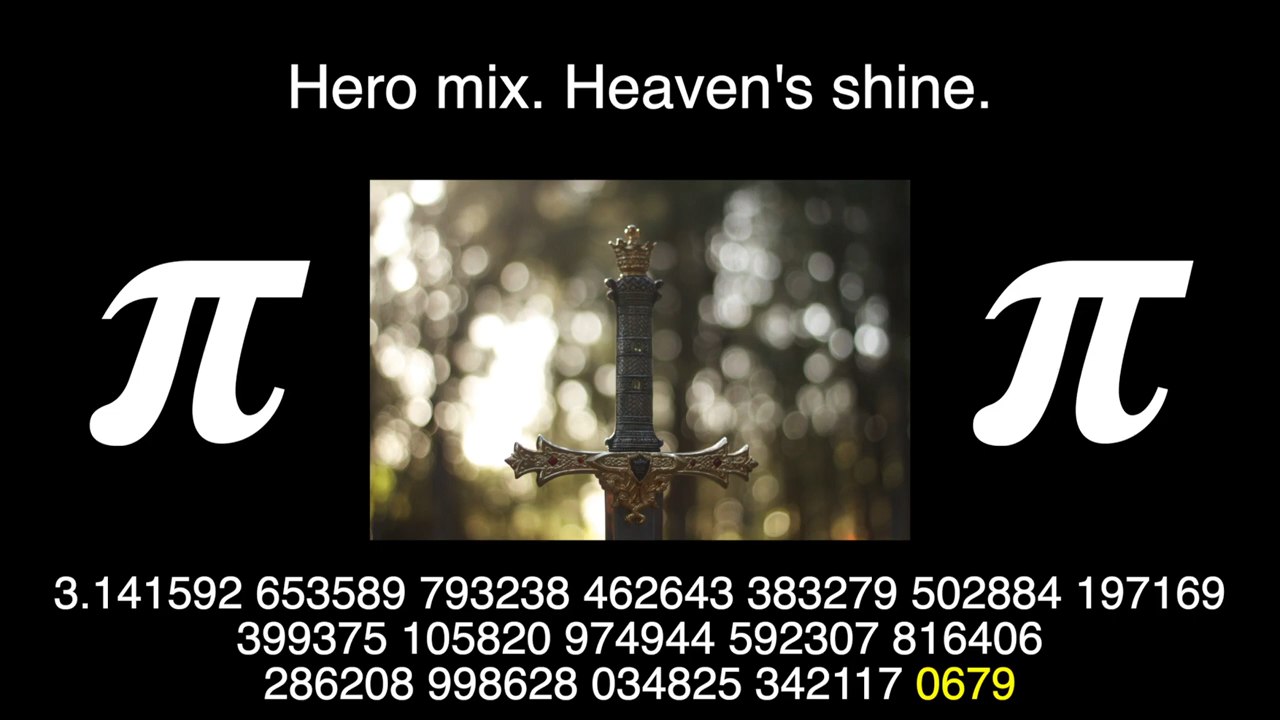 Hero mix. Heaven's shine.
π π
3.141592 653589 793238 462643 383279 502884 197169
399375 105820 974944 592307 816406
286208 998628 034825 342117 0679